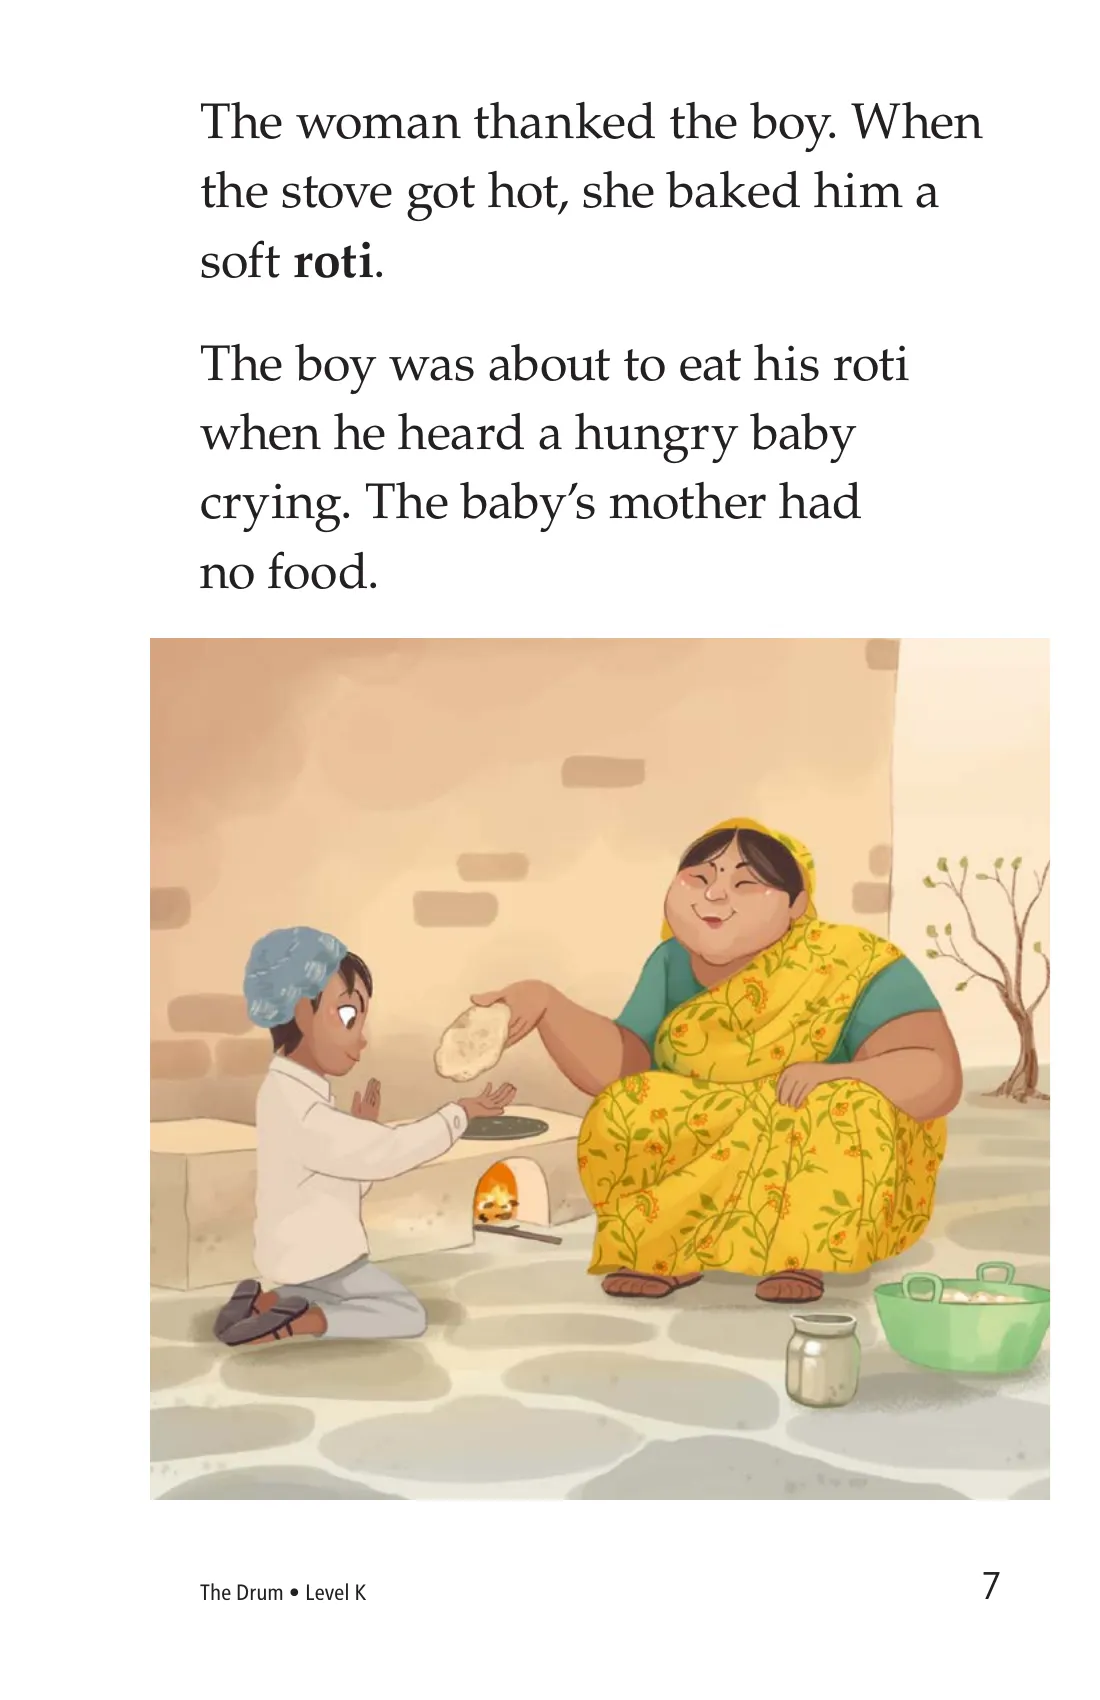 The woman thanked the boy. When
the stove got hot, she baked him a
soft roti.
The boy was about to eat his roti
when he heard a hungry baby
crying. The baby’s mother had
no food.
The Drum • Level K
7